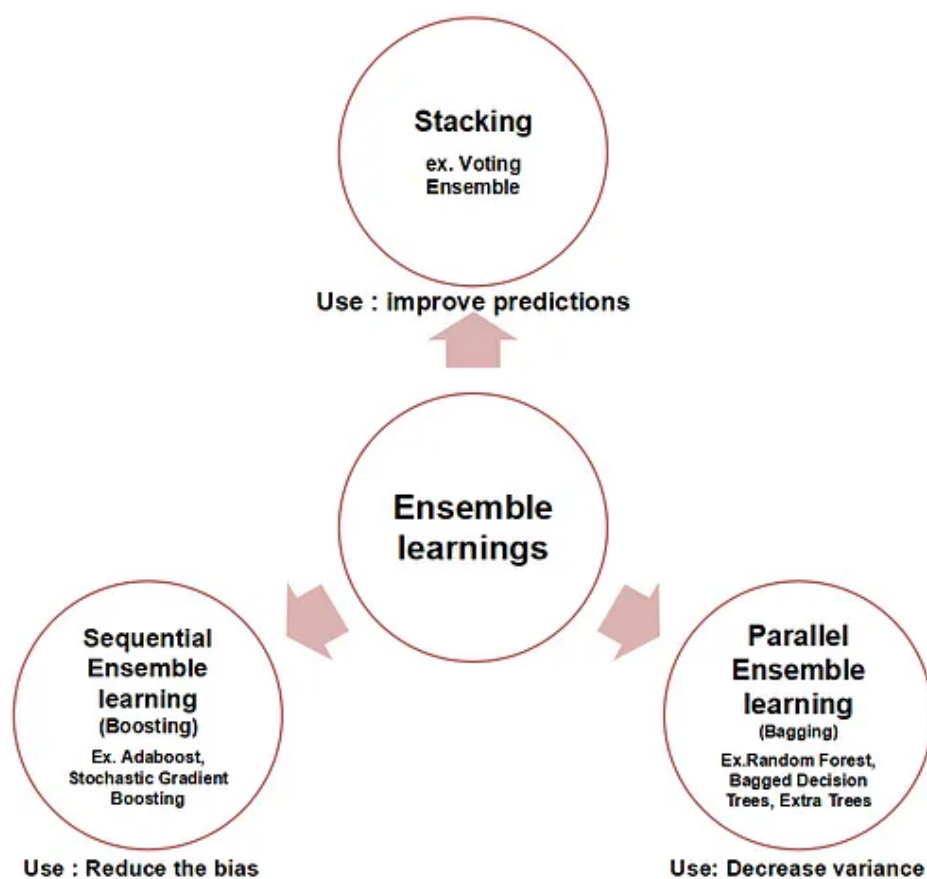 Stacking
ex. Voting
Ensemble
Use : improve predictions
Ensemble
learnings
Sequential
Ensemble
learning
(Boosting)
Ex. Adaboost,
Stochastic Gradient
Boosting
Use : Reduce the bias
Parallel
Ensemble
learning
(Bagging)
Ex.Random Forest,
Bagged Decision
Trees, Extra Trees
Use: Decrease variance